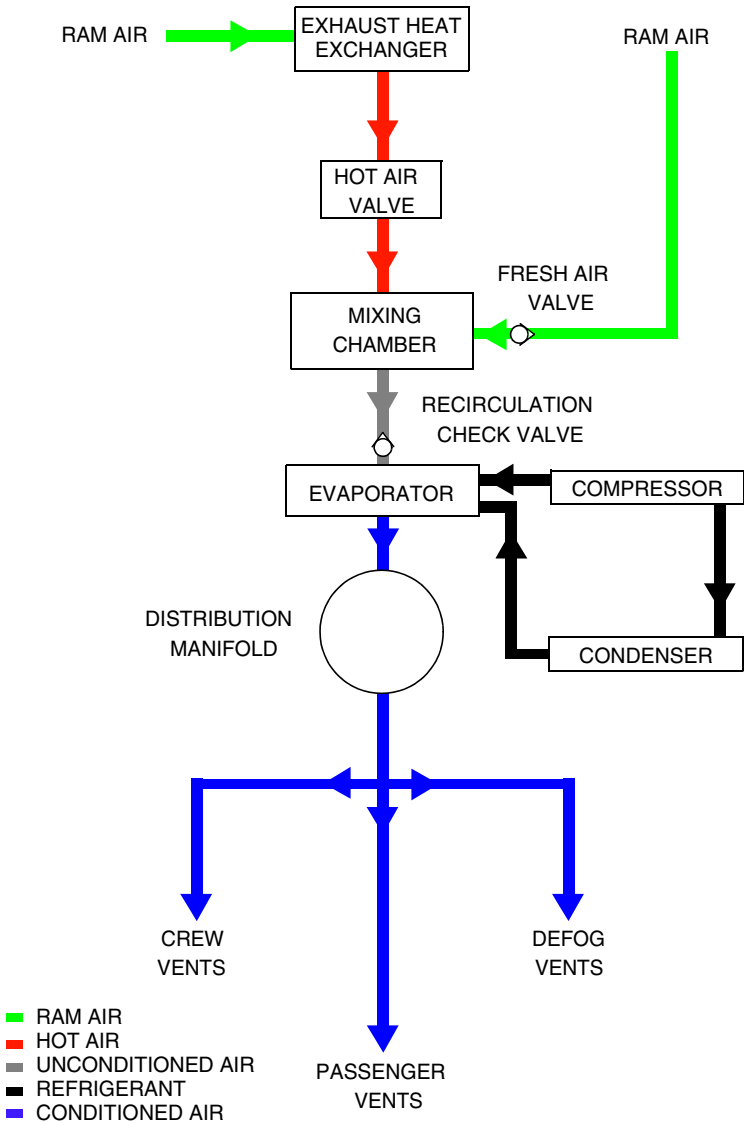 RAM AIR
EXHAUST HEAT
EXCHANGER
RAM AIR
HOT AIR
VALVE
FRESH AIR
VALVE
MIXING
CHAMBER
RECIRCULATION
CHECK VALVE
EVAPORATOR
COMPRESSOR
DISTRIBUTION
MANIFOLD
CONDENSER
CREW
VENTS
DEFOG
VENTS
PASSENGER
VENTS
RAM AIR
HOT AIR
UNCONDITIONED AIR
REFRIGERANT
CONDITIONED AIR